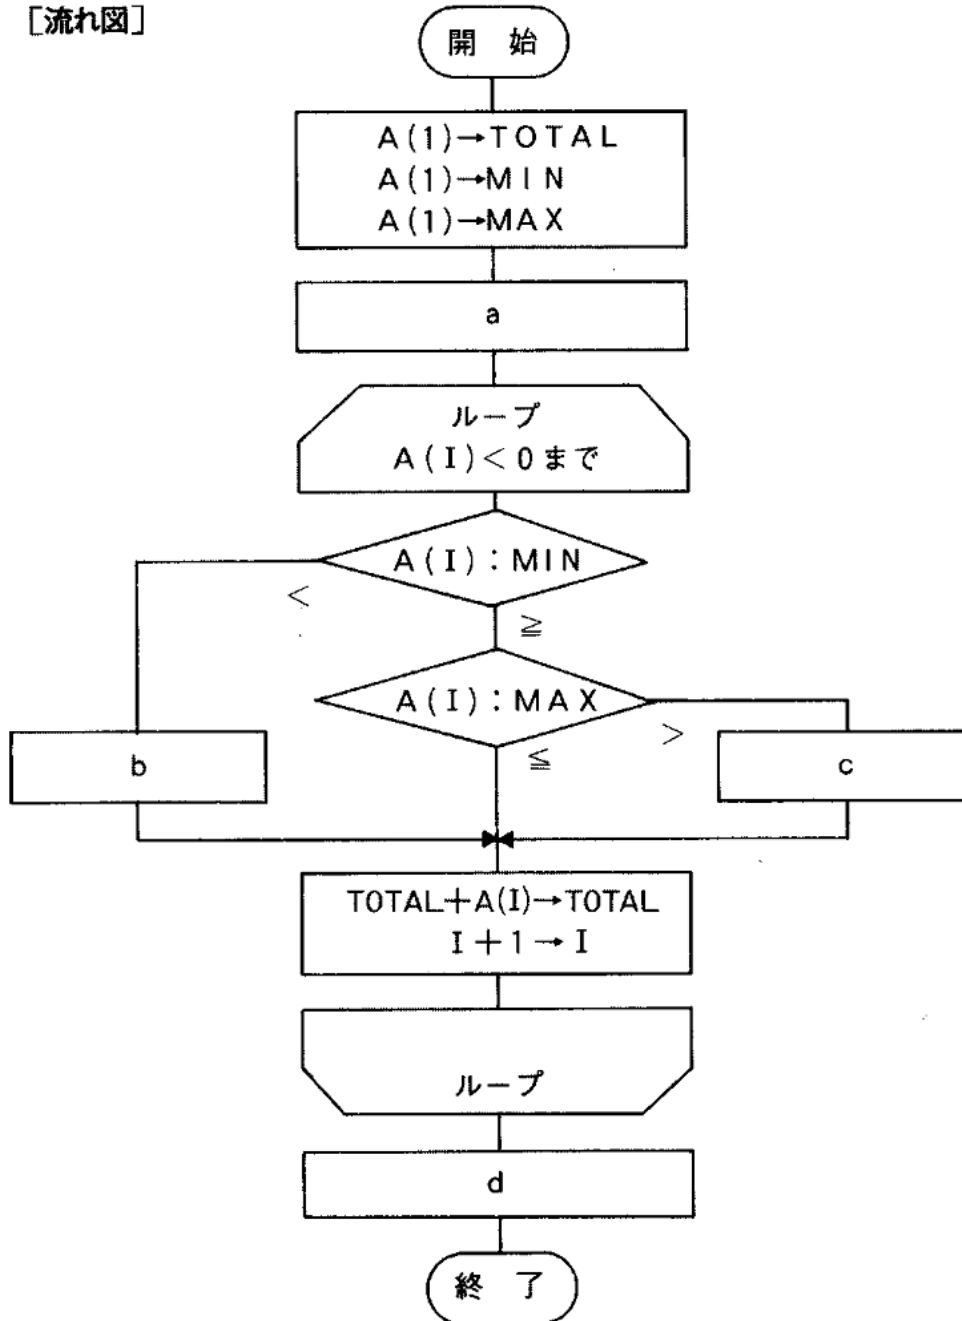 [流れ図]
開 始
A(1)→TOTAL
A(1)→MIN
A(1)→MAX
a
ループ
A(I)<0まで
A(I):MIN
<
≧
A(I):MAX
>
≦
b
c
TOTAL+A(I)→TOTAL
I+1→I
ループ
d
終 了